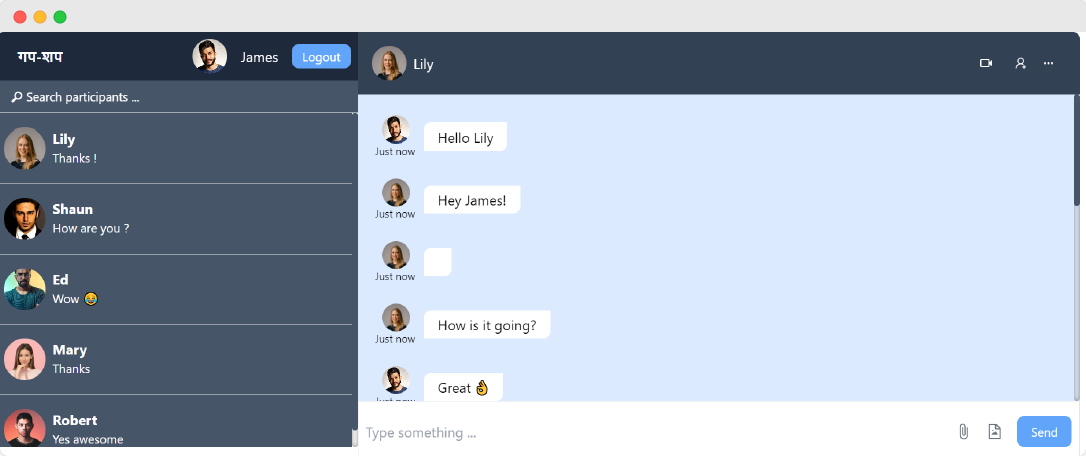 गप-शप
James
Logout
Search participants ...
Lily
Thanks !
Shaun
How are you ?
Ed
Wow 😂
Mary
Thanks
Robert
Yes awesome
Lily
Hello Lily
Just now
Hey James!
Just now
Just now
How is it going?
Just now
Great 👌
Just now
Type something ...
Send